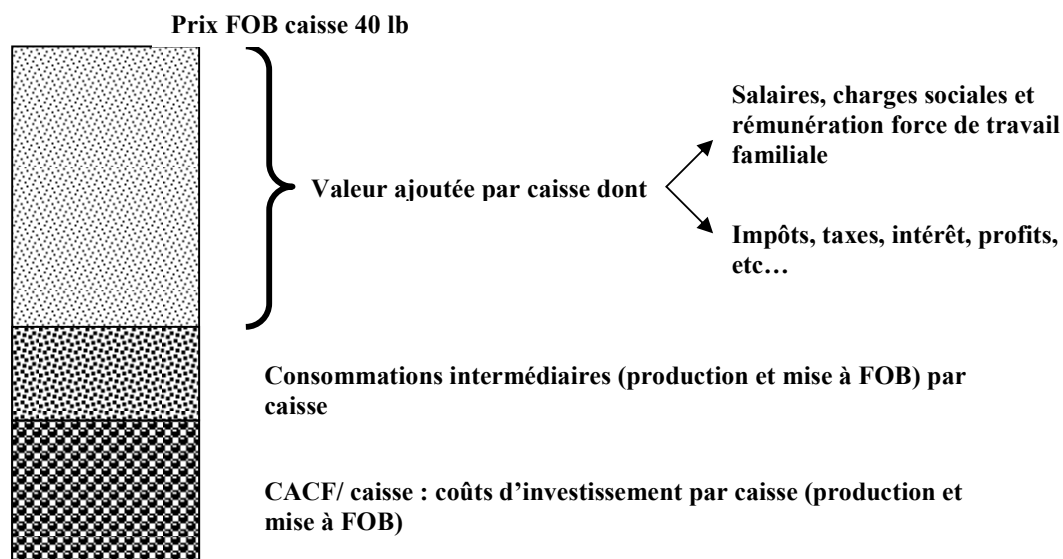 Prix FOB caisse 40 lb
Salaires, charges sociales et
rémunération force de travail
familiale
Valeur ajoutée par caisse dont
Impôts, taxes, intérêt, profits,
etc…
Consommations intermédiaires (production et mise à FOB) par
caisse
CACF/ caisse : coûts d’investissement par caisse (production et
mise à FOB)